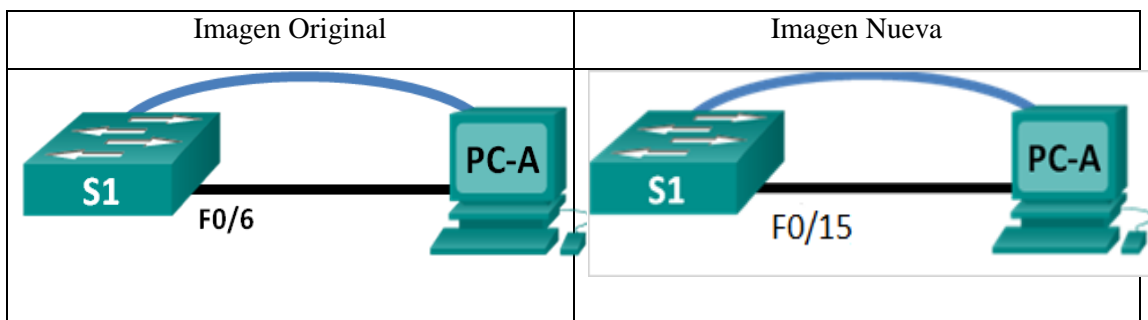 Imagen Original
Imagen Nueva
S1
PC-A
F0/6
S1
PC-A
F0/15